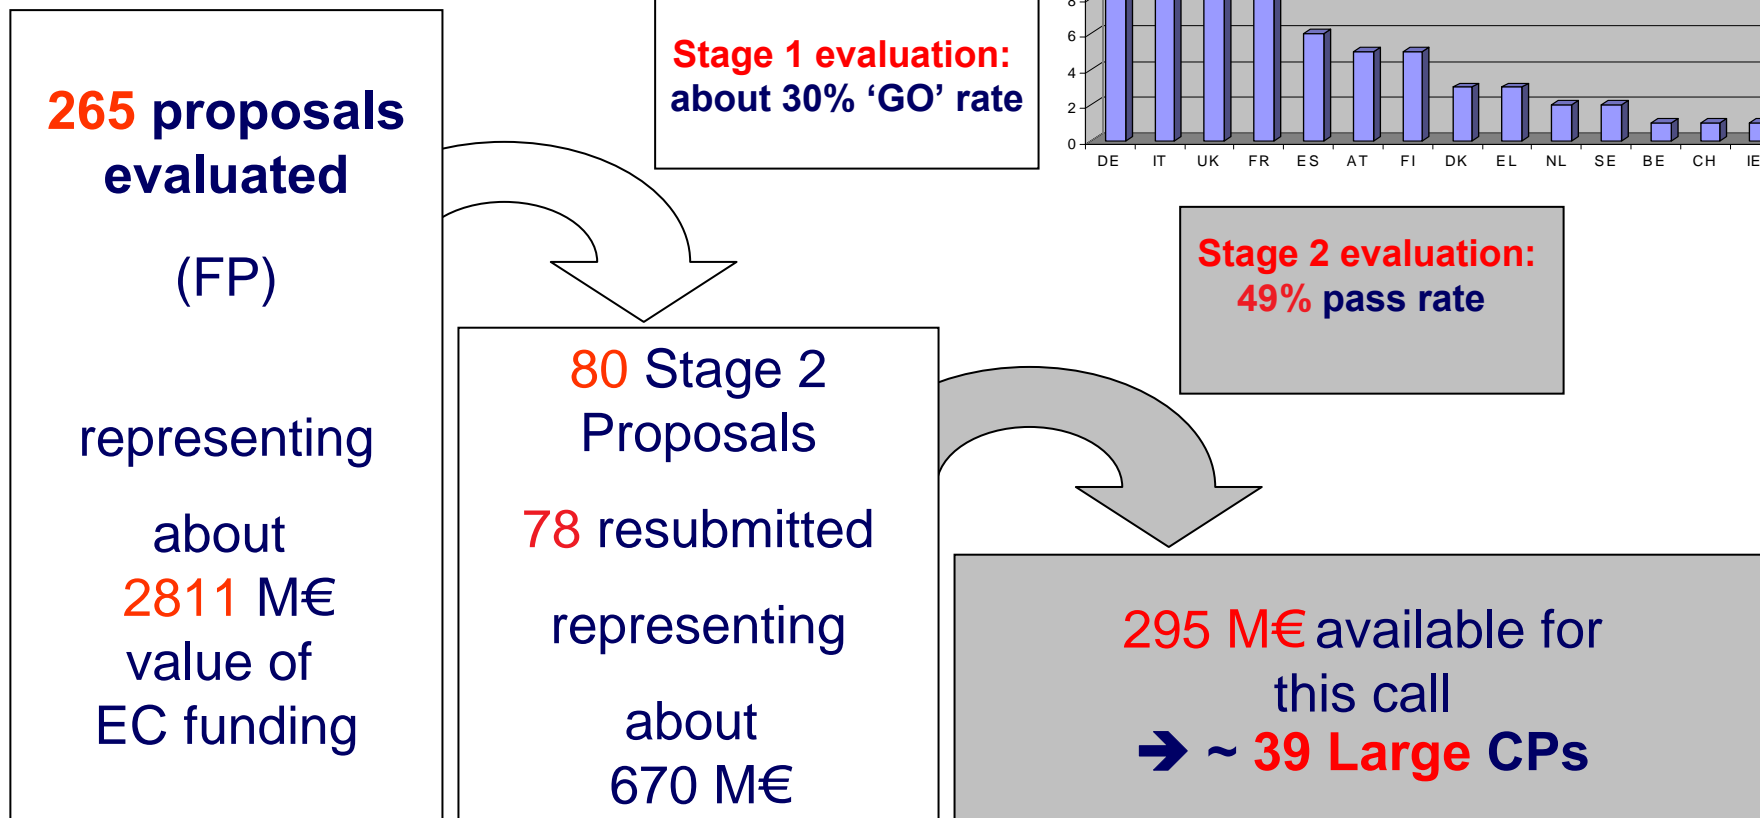 265 proposals
evaluated
(FP)
representing
about
2811 M€
value of
EC funding
Stage 1 evaluation:
about 30% ‘GO’ rate
8
6
4
2
0
DE IT UK FR ES AT FI DK EL NL SE BE CH IE
Stage 2 evaluation:
49% pass rate
80 Stage 2
Proposals
78 resubmitted
representing
about
670 M€
295 M€ available for
this call
➔ ~ 39 Large CPs